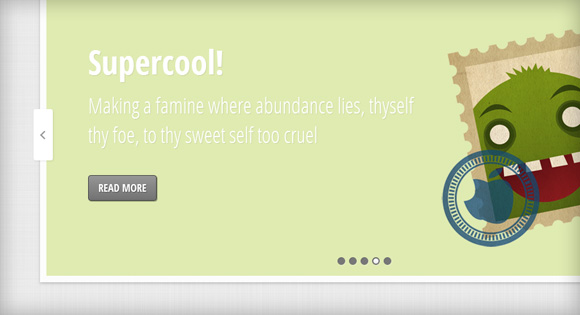 Supercool!
Making a famine where abundance lies, thyself
thy foe, to thy sweet self too cruel
READ MORE